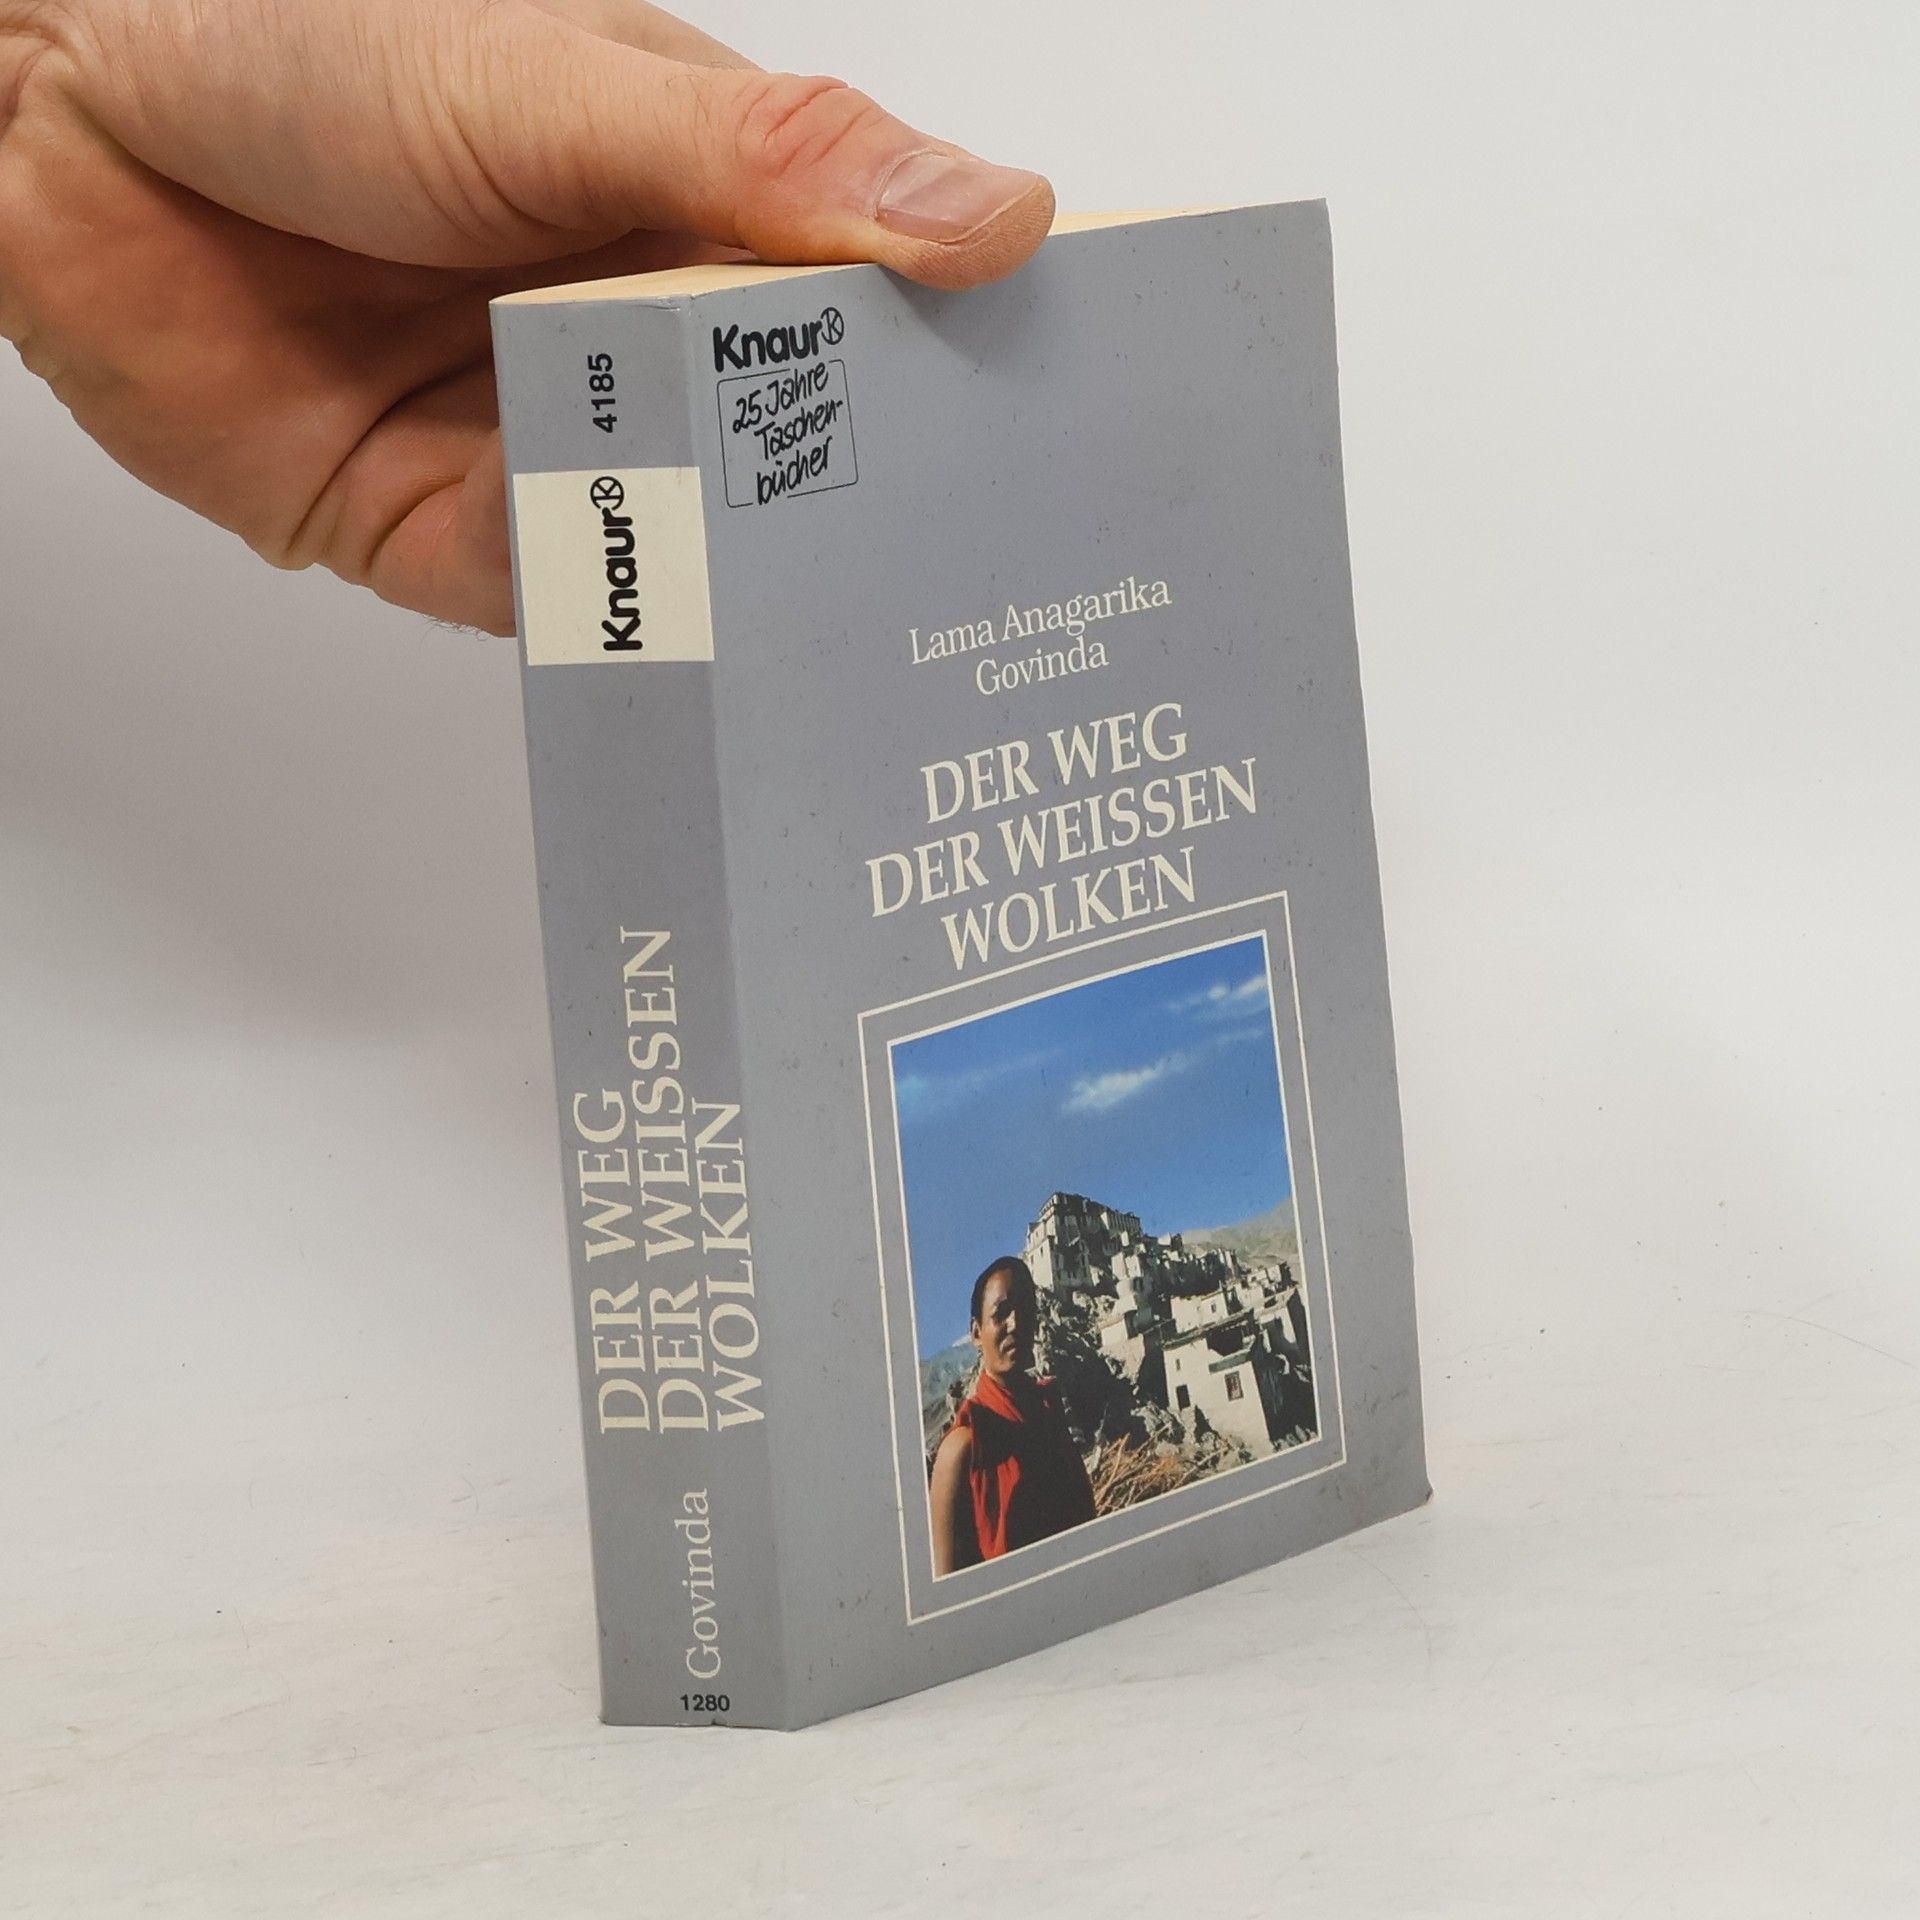 4185
Knaur
DER WEG
DER WEISSEN
WOLKEN
Govinda
1280
Knaur
25 Jahre
Taschen-
bücher
Lama Anagarika
Govinda
DER WEG
DER WEISSEN
WOLKEN